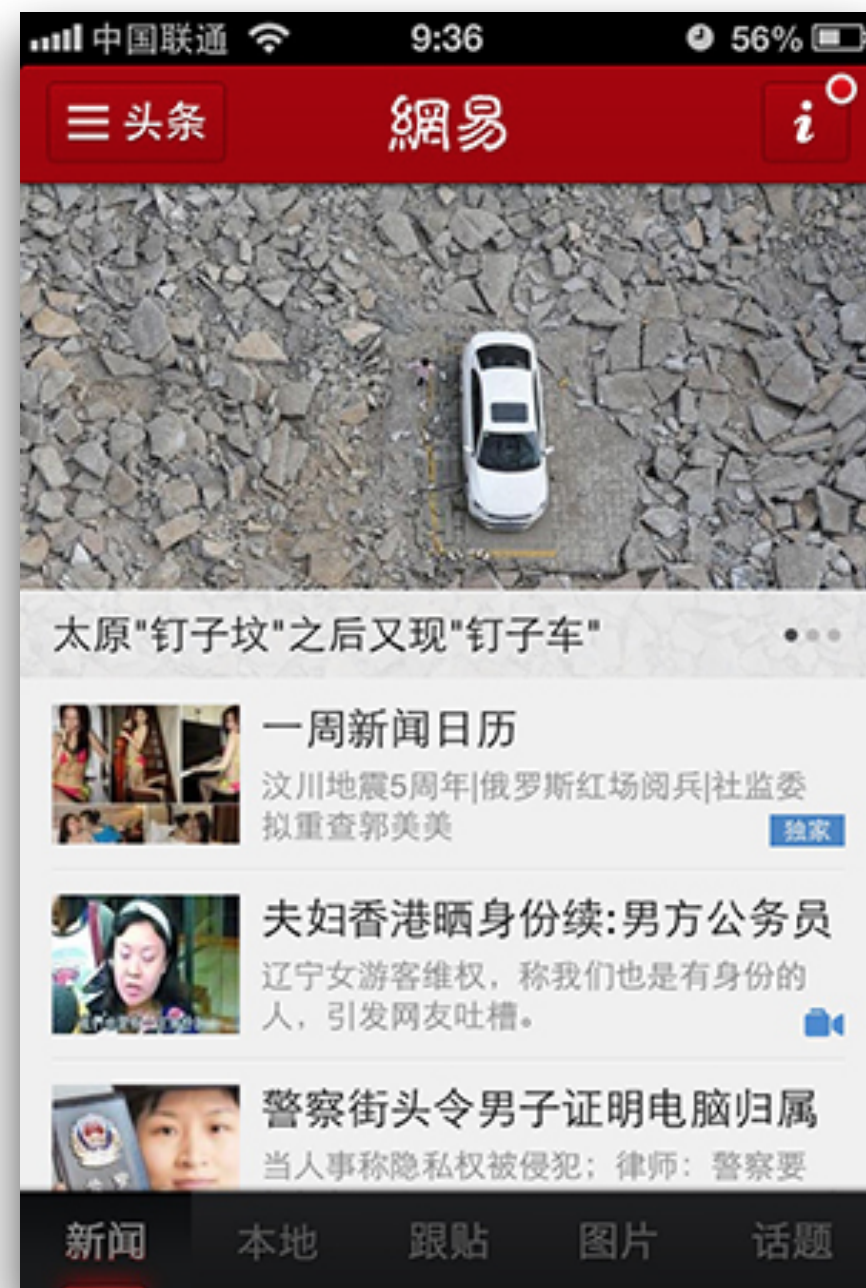 中国联通 9:36 56%
头条 網易 i
太原"钉子坟"之后又现"钉子车"
一周新闻日历
汶川地震5周年|俄罗斯红场阅兵|社监委
拟重查郭美美
独家
夫妇香港晒身份续:男方公务员
辽宁女游客维权，称我们也是有身份的
人，引发网友吐槽。
警察街头令男子证明电脑归属
当人事称隐私权被侵犯；律师：警察要
新闻 本地 跟贴 图片 话题